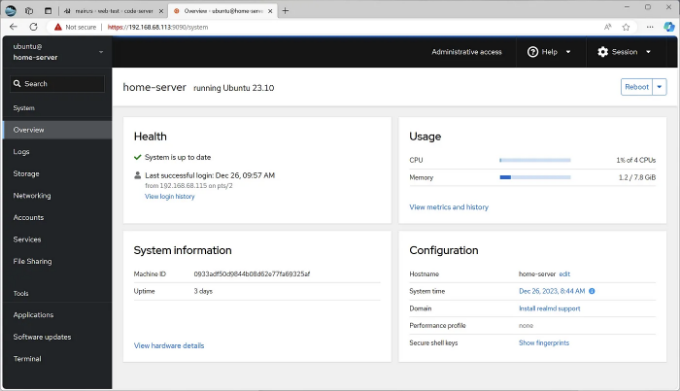 mairus - web-test - code-server
Overview - ubuntu@home-serve
Not secure
https://192.168.68.113:9090/system
ubuntu@
home-server
Administrative access
Help
Session
Search
System
Overview
Logs
Storage
Networking
Accounts
Services
File Sharing
Tools
Applications
Software updates
Terminal
home-server running Ubuntu 23.10
Reboot
Health
System is up to date
Last successful login: Dec 26, 09:57 AM
from 192.168.68.115 on pts/2
View login history
Usage
CPU 1% of 4 CPUs
Memory 1.2 / 7.8 GiB
View metrics and history
System information
Machine ID
Uptime 3 days
View hardware details
Configuration
Hostname home-server edit
System time Dec 26, 2023, 8:44 AM
Domain Install realmd support
Performance profile none
Secure shell keys Show fingerprints